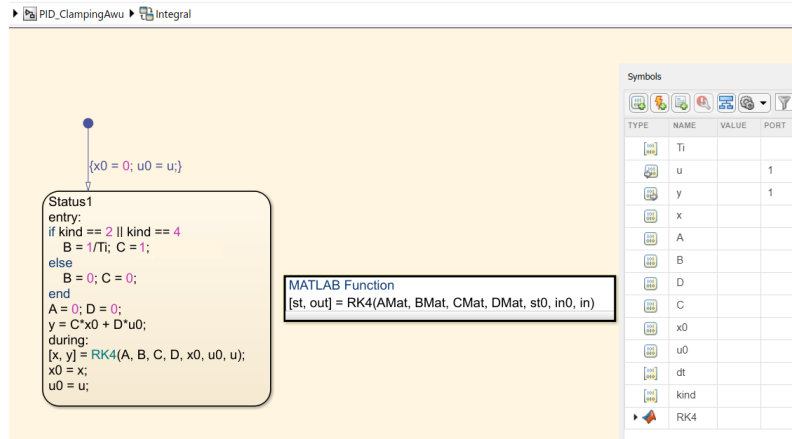 PID_ClampingAwu Integral
{x0 = 0; u0 = u;}
Status1
entry:
if kind == 2 || kind == 4
B = 1/Ti; C = 1;
else
B = 0; C = 0;
end
A = 0; D = 0;
y = C*x0 + D*u0;
during:
[x, y] = RK4(A, B, C, D, x0, u0, u);
x0 = x;
u0 = u;
MATLAB Function
[st, out] = RK4(AMat, BMat, CMat, DMat, st0, in0, in)
Symbols
TYPE NAME VALUE PORT
Ti
u 1
y 1
x
A
B
D
C
x0
u0
dt
kind
RK4